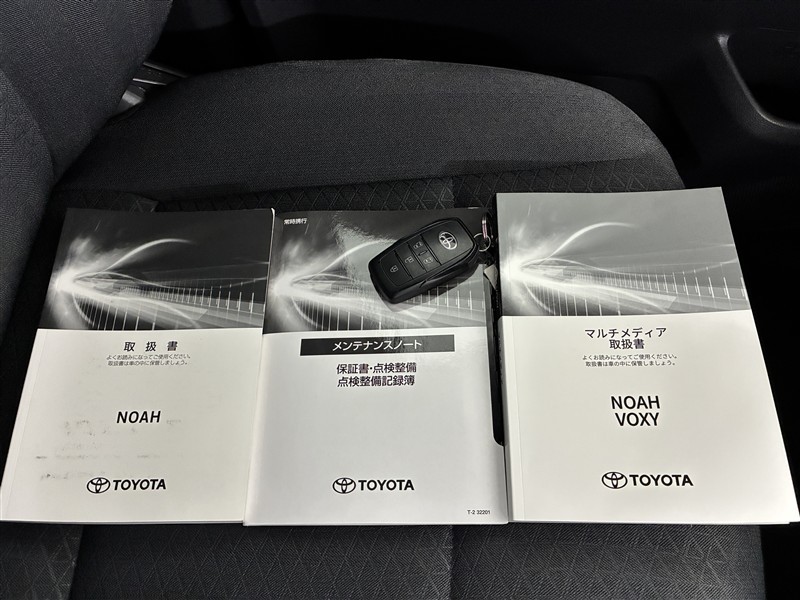 取扱書
よくお読みになってご使用ください。
取扱書は車の中に保管しましょう。
NOAH
TOYOTA
常時携行
メンテナンスノート
保証書・点検整備
点検整備記録簿
TOYOTA
T-2 32201
マルチメディア
取扱書
よくお読みになってご使用ください。
取扱書は車の中に保管しましょう。
NOAH
VOXY
TOYOTA